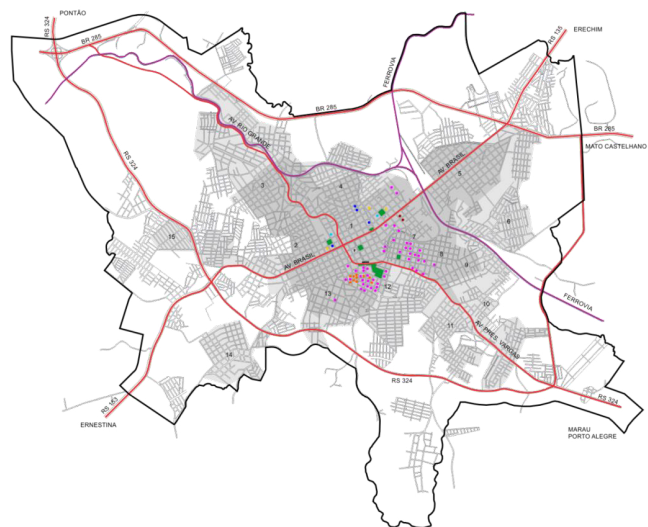 PONTÃO
RS 324
BR 285
RS 135
ERECHIM
FERROVIA
BR 285
BR 285
MATO CASTELHANO
AV RIO GRANDE
RS 324
AV. BRASIL
5
3
4
6
1
7
15
2
AV. BRASIL
8
9
13
12
10
FERROVIA
11
AV PRES. VARGAS
14
RS 324
RS 153
RS 324
ERNESTINA
MARAU
PORTO ALEGRE